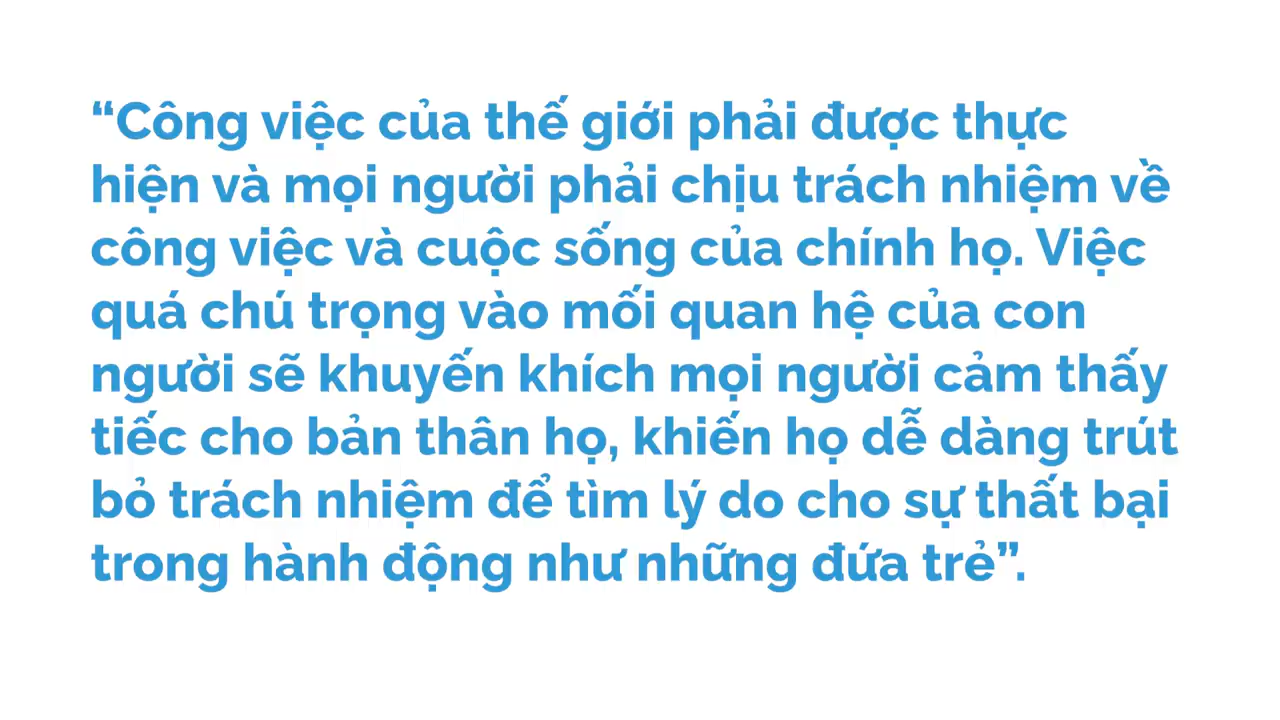 “Công việc của thế giới phải được thực
hiện và mọi người phải chịu trách nhiệm về
công việc và cuộc sống của chính họ. Việc
quá chú trọng vào mối quan hệ của con
người sẽ khuyến khích mọi người cảm thấy
tiếc cho bản thân họ, khiến họ dễ dàng trút
bỏ trách nhiệm để tìm lý do cho sự thất bại
trong hành động như những đứa trẻ”.